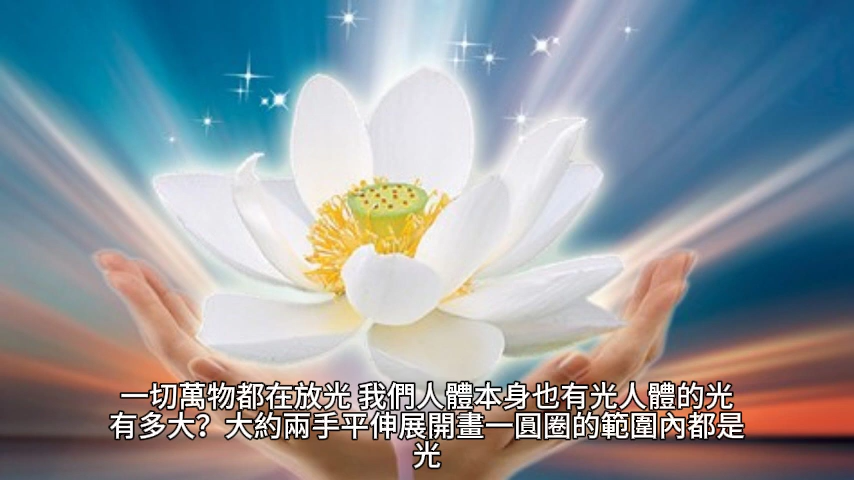 一切萬物都在放光 我們人體本身也有光人體的光
有多大？大約兩手平伸展開畫一圓圈的範圍內都是
光